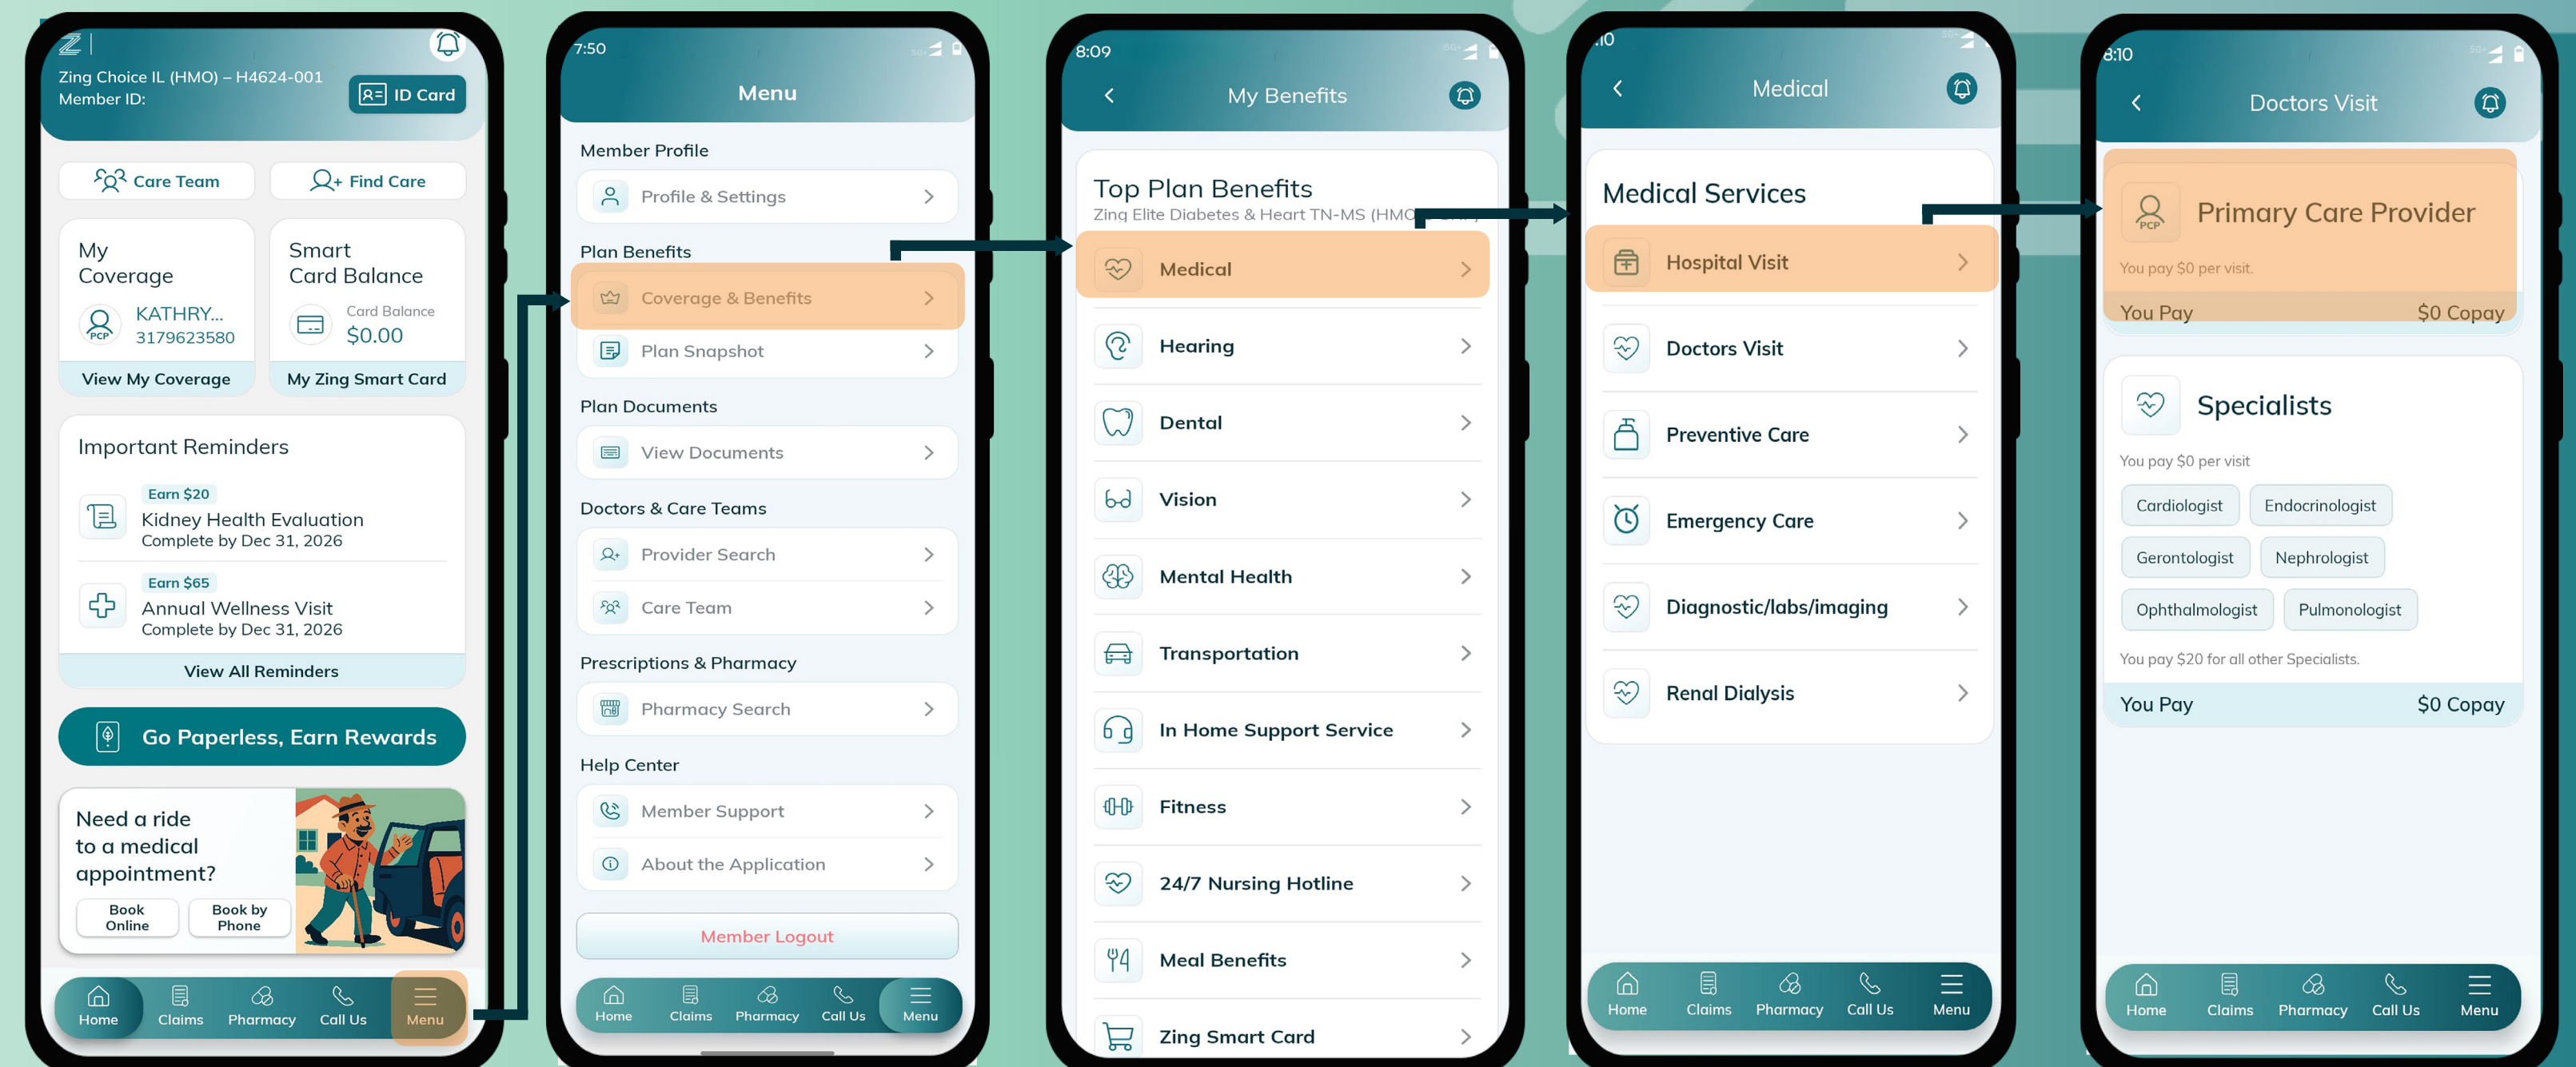 Z
Zing Choice IL (HMO) – H4624-001
Member ID:
ID Card
Care Team
Find Care
My
Coverage
PCP
KATHRY...
3179623580
View My Coverage
Smart
Card Balance
Card Balance
$0.00
My Zing Smart Card
Important Reminders
Earn $20
Kidney Health Evaluation
Complete by Dec 31, 2026
Earn $65
Annual Wellness Visit
Complete by Dec 31, 2026
View All Reminders
Go Paperless, Earn Rewards
Need a ride
to a medical
appointment?
Book
Online
Book by
Phone
Home
Claims
Pharmacy
Call Us
Menu
7:50
5G+
Menu
Member Profile
Profile & Settings
Plan Benefits
Coverage & Benefits
Plan Snapshot
Plan Documents
View Documents
Doctors & Care Teams
Provider Search
Care Team
Prescriptions & Pharmacy
Pharmacy Search
Help Center
Member Support
About the Application
Member Logout
Home
Claims
Pharmacy
Call Us
Menu
8:09
5G+
My Benefits
Top Plan Benefits
Zing Elite Diabetes & Heart TN-MS (HMO
Medical
Hearing
Dental
Vision
Mental Health
Transportation
In Home Support Service
Fitness
24/7 Nursing Hotline
Meal Benefits
Zing Smart Card
:10
5G+
Medical
Medical Services
Hospital Visit
Doctors Visit
Preventive Care
Emergency Care
Diagnostic/labs/imaging
Renal Dialysis
Home
Claims
Pharmacy
Call Us
Menu
8:10
5G+
Doctors Visit
PCP
Primary Care Provider
You pay $0 per visit.
You Pay $0 Copay
Specialists
You pay $0 per visit
Cardiologist Endocrinologist
Gerontologist Nephrologist
Ophthalmologist Pulmonologist
You pay $20 for all other Specialists.
You Pay $0 Copay
Home
Claims
Pharmacy
Call Us
Menu